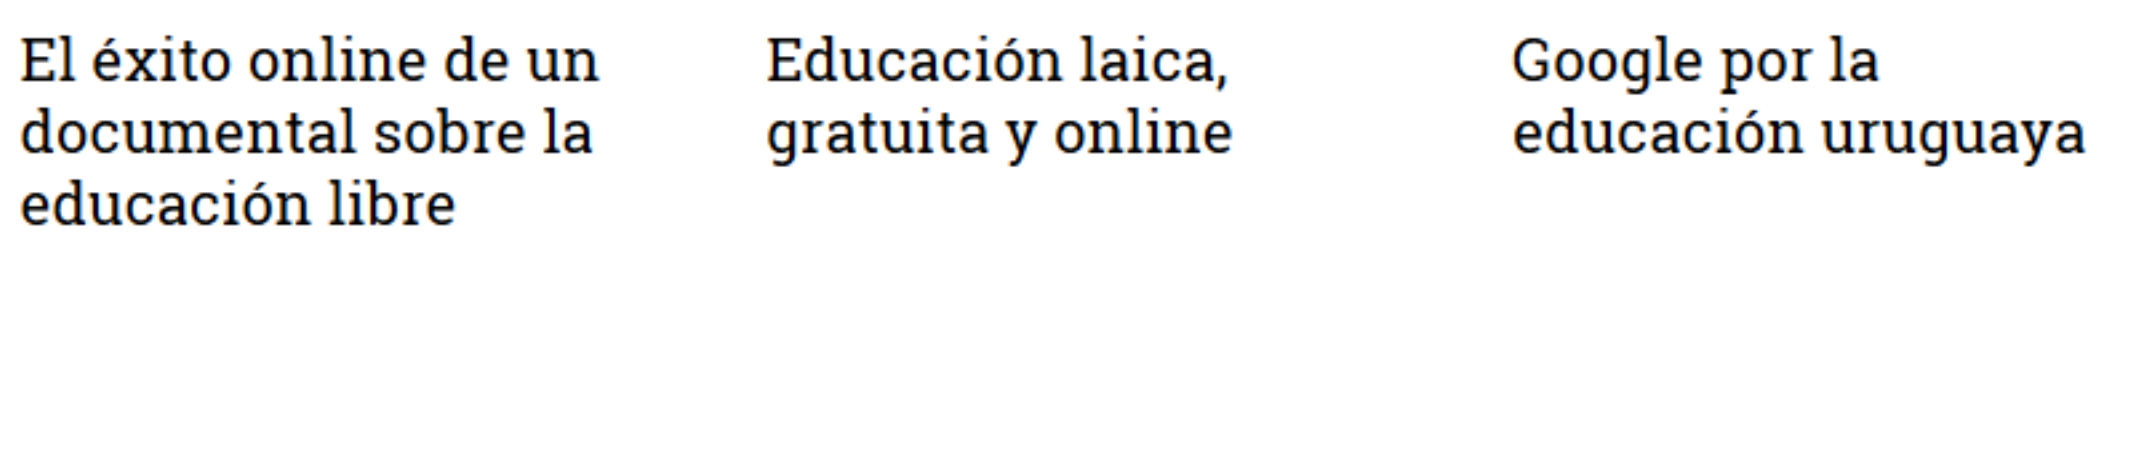 El éxito online de un
documental sobre la
educación libre
Educación laica,
gratuita y online
Google por la
educación uruguaya